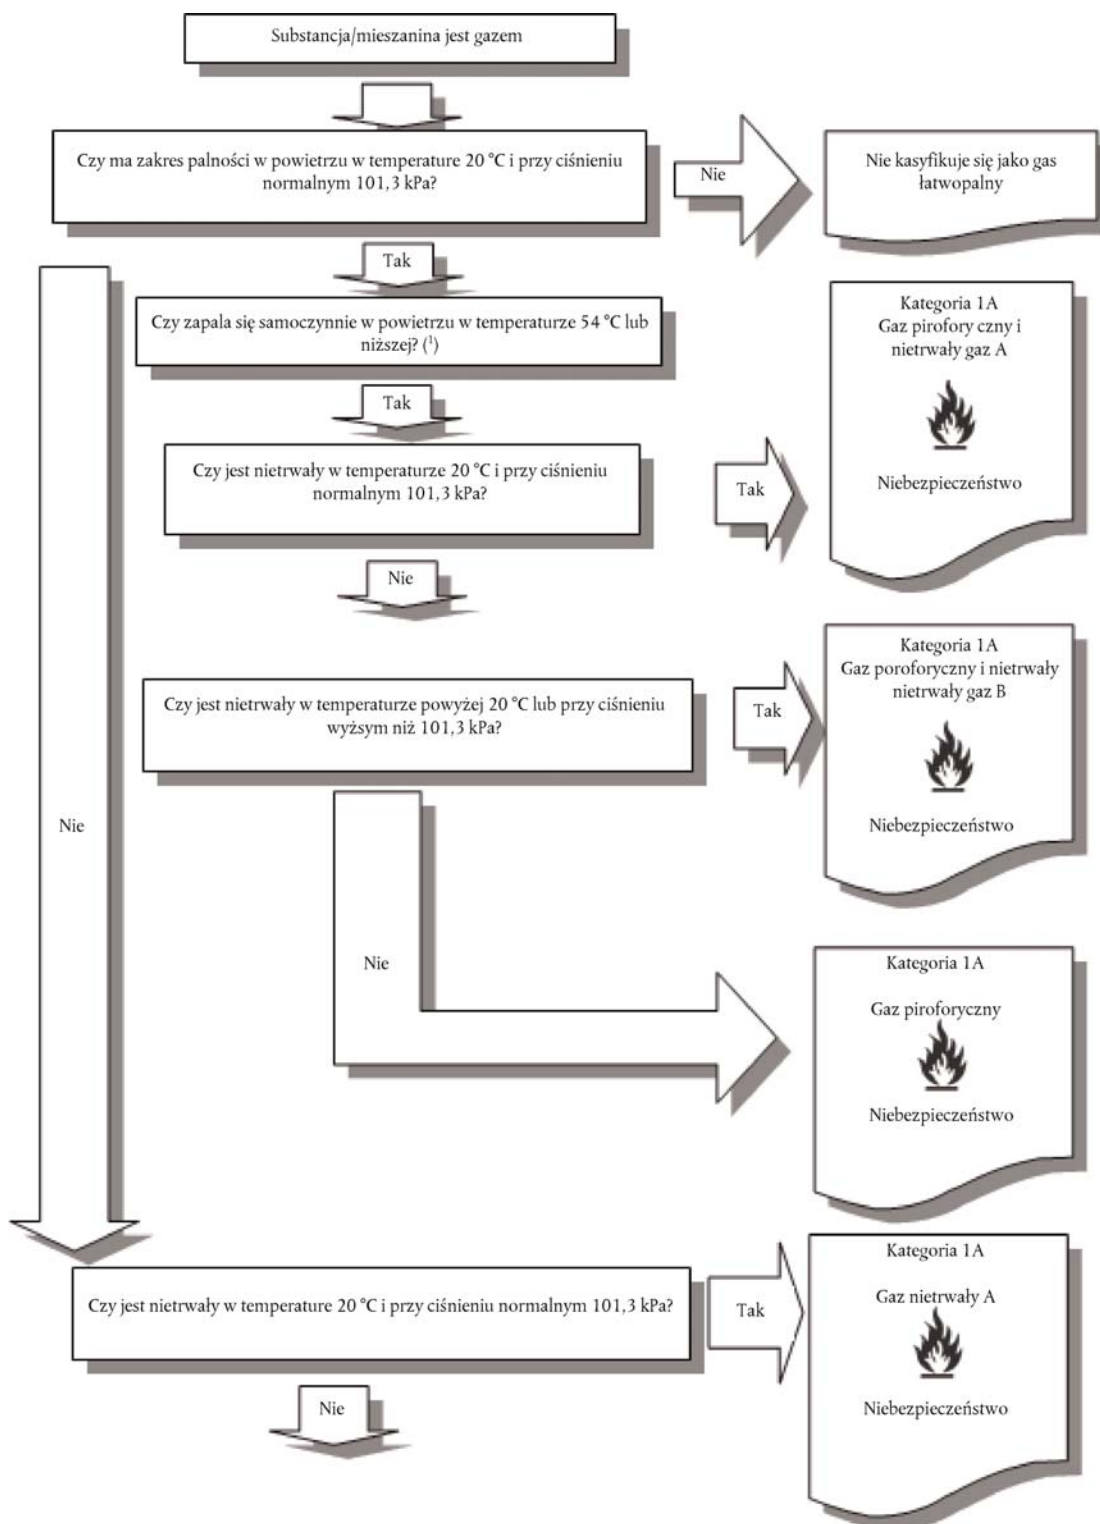 Substancja/mieszanina jest gazem
Czy ma zakres palności w powietrzu w temperature 20 °C i przy ciśnieniu
normalnym 101,3 kPa?
Nie
Nie kasyfikuje się jako gas
łatwopalny
Tak
Czy zapala się samoczynnie w powietrzu w temperaturze 54 °C lub
niższej? (¹)
Kategoria 1A
Gaz pirofory czny i
nietrwały gaz A
Niebezpieczeństwo
Tak
Czy jest nietrwały w temperaturze 20 °C i przy ciśnieniu
normalnym 101,3 kPa?
Tak
Nie
Czy jest nietrwały w temperaturze powyżej 20 °C lub przy ciśnieniu
wyżsym niż 101,3 kPa?
Tak
Kategoria 1A
Gaz poroforyczny i nietrwały
nietrwały gaz B
Niebezpieczeństwo
Nie
Nie
Kategoria 1A
Gaz piroforyczny
Niebezpieczeństwo
Czy jest nietrwały w temperature 20 °C i przy ciśnieniu normalnym 101,3 kPa?
Tak
Kategoria 1A
Gaz nietrwały A
Niebezpieczeństwo
Nie